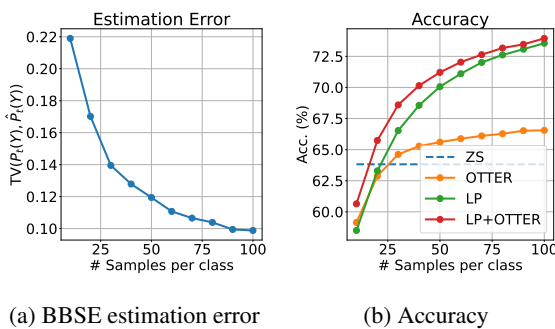 Estimation Error
TV(P_t(Y), P̂_t(Y))
0.22
0.20
0.18
0.16
0.14
0.12
0.10
25
50
75
100
# Samples per class
(a) BBSE estimation error
Accuracy
Acc. (%)
72.5
70.0
67.5
65.0
62.5
60.0
ZS
OTTER
LP
LP+OTTER
25
50
75
100
# Samples per class
(b) Accuracy